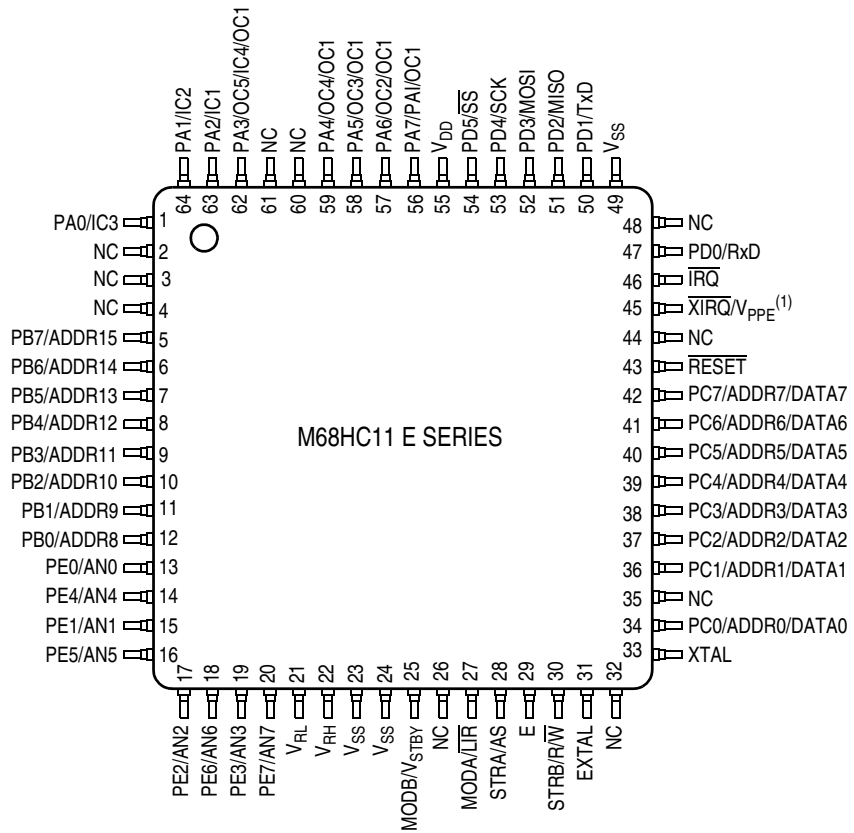 PA1/IC2
PA2/IC1
PA3/OC5/IC4/OC1
NC
NC
PA4/OC4/OC1
PA5/OC3/OC1
PA6/OC2/OC1
PA7/PAI/OC1
VDD
PD5/S̅S̅
PD4/SCK
PD3/MOSI
PD2/MISO
PD1/TxD
VSS
64 63 62 61 60 59 58 57 56 55 54 53 52 51 50 49
PA0/IC3 1
NC 2
NC 3
NC 4
PB7/ADDR15 5
PB6/ADDR14 6
PB5/ADDR13 7
PB4/ADDR12 8
PB3/ADDR11 9
PB2/ADDR10 10
PB1/ADDR9 11
PB0/ADDR8 12
PE0/AN0 13
PE4/AN4 14
PE1/AN1 15
PE5/AN5 16
M68HC11 E SERIES
48 NC
47 PD0/RxD
46 I̅R̅Q̅
45 X̅I̅R̅Q̅/VPPE(1)
44 NC
43 R̅E̅S̅E̅T̅
42 PC7/ADDR7/DATA7
41 PC6/ADDR6/DATA6
40 PC5/ADDR5/DATA5
39 PC4/ADDR4/DATA4
38 PC3/ADDR3/DATA3
37 PC2/ADDR2/DATA2
36 PC1/ADDR1/DATA1
35 NC
34 PC0/ADDR0/DATA0
33 XTAL
17 18 19 20 21 22 23 24 25 26 27 28 29 30 31 32
PE2/AN2
PE6/AN6
PE3/AN3
PE7/AN7
VRL
VRH
VSS
VSS
MODB/VSTBY
NC
MODA/L̅I̅R̅
STRA/AS
E
STRB/R/W̅
EXTAL
NC